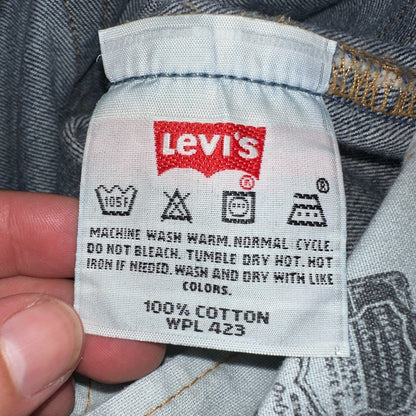 Levi's
®
105F ®
MACHINE WASH WARM.NORMAL CYCLE.
DO NOT BLEACH. TUMBLE DRY HOT. HOT
IRON IF NEEDED. WASH AND DRY WITH LIKE
COLORS.
100% COTTON
WPL 423